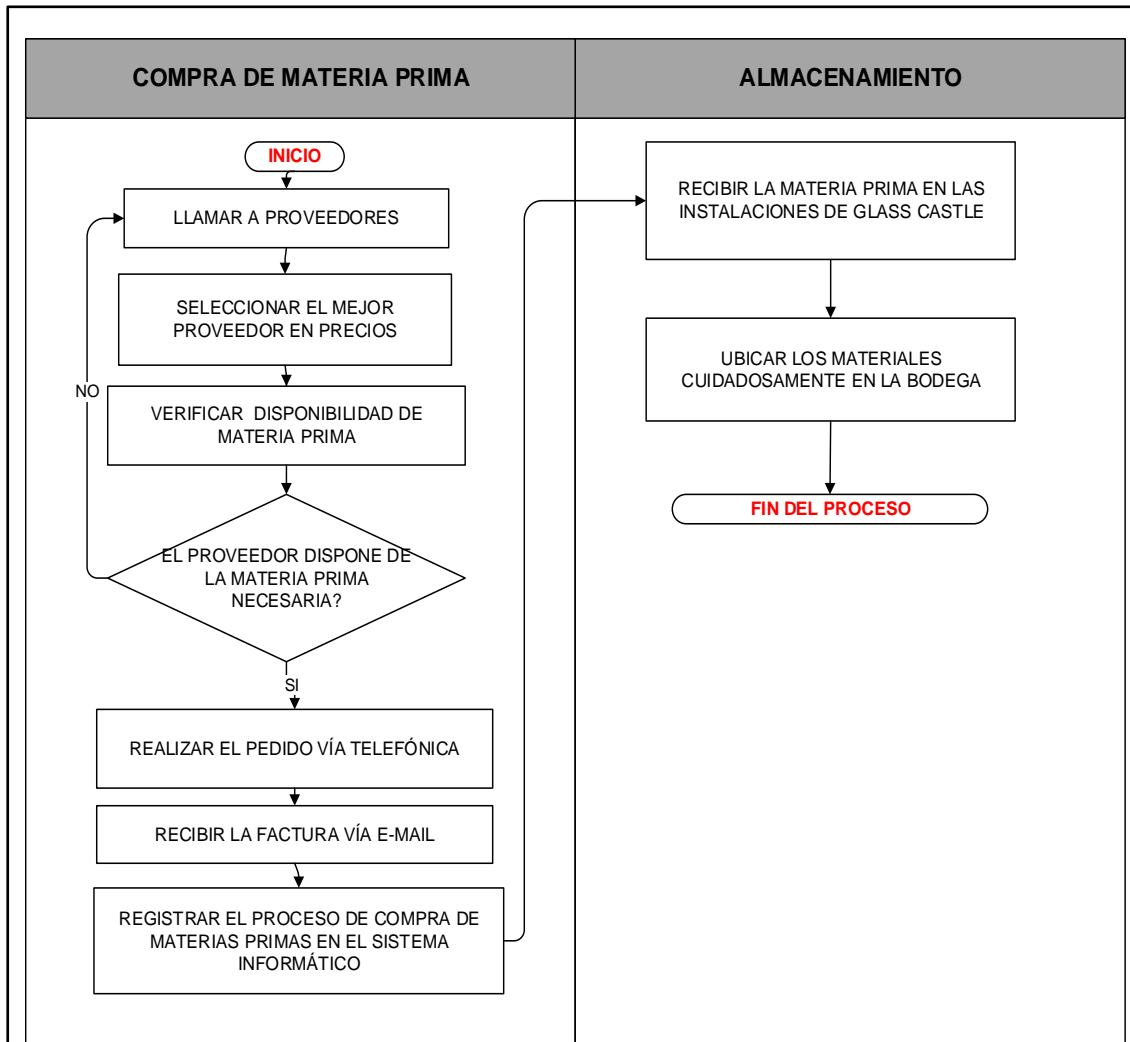 COMPRA DE MATERIA PRIMA
ALMACENAMIENTO
INICIO
LLAMAR A PROVEEDORES
SELECCIONAR EL MEJOR
PROVEEDOR EN PRECIOS
NO
VERIFICAR DISPONIBILIDAD DE
MATERIA PRIMA
EL PROVEEDOR DISPONE DE
LA MATERIA PRIMA
NECESARIA?
SI
REALIZAR EL PEDIDO VÍA TELEFÓNICA
RECIBIR LA FACTURA VÍA E-MAIL
REGISTRAR EL PROCESO DE COMPRA DE
MATERIAS PRIMAS EN EL SISTEMA
INFORMÁTICO
RECIBIR LA MATERIA PRIMA EN LAS
INSTALACIONES DE GLASS CASTLE
UBICAR LOS MATERIALES
CUIDADOSAMENTE EN LA BODEGA
FIN DEL PROCESO